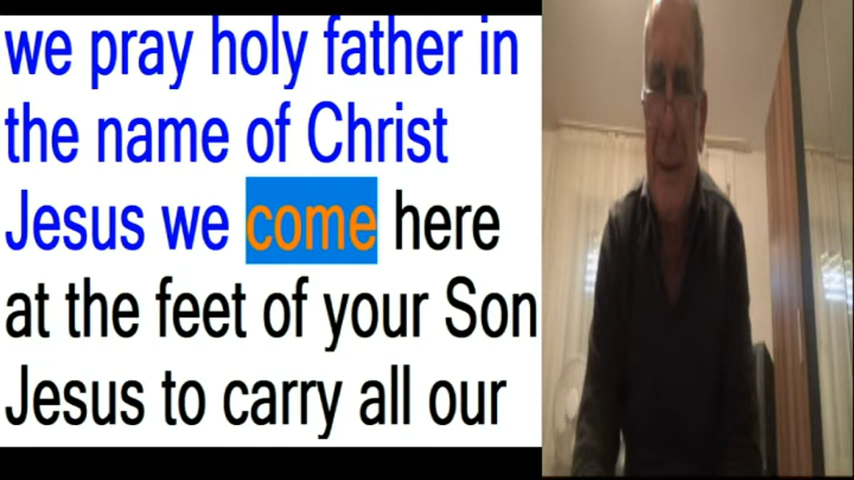 we pray holy father in
the name of Christ
Jesus we come here
at the feet of your Son
Jesus to carry all our